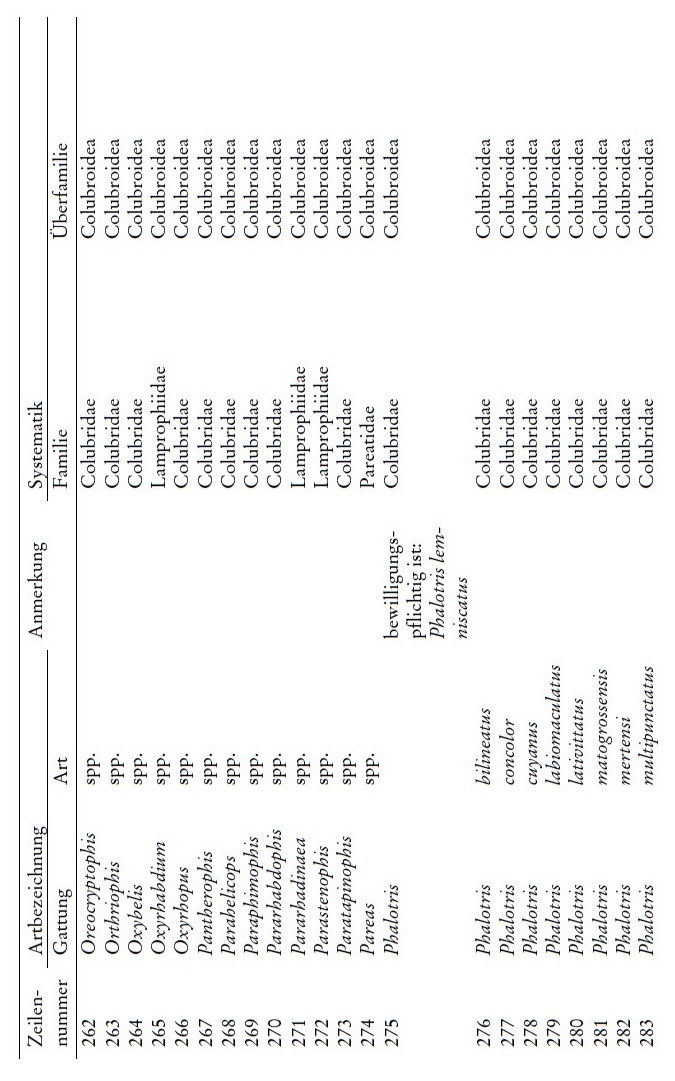 Zeilen- Artbezeichnung Anmerkung Systematik
nummer Gattung Art Familie Überfamilie
262 Oreocryptophis spp. Colubridae Colubroidea
263 Orthriophis spp. Colubridae Colubroidea
264 Oxybelis spp. Colubridae Colubroidea
265 Oxyrhabdium spp. Lamprophiidae Colubroidea
266 Oxyrhopus spp. Colubridae Colubroidea
267 Pantherophis spp. Colubridae Colubroidea
268 Parahelicops spp. Colubridae Colubroidea
269 Paraphimophis spp. Colubridae Colubroidea
270 Pararhabdophis spp. Colubridae Colubroidea
271 Pararhadinaea spp. Lamprophiidae Colubroidea
272 Parastenophis spp. Lamprophiidae Colubroidea
273 Paratapinophis spp. Colubridae Colubroidea
274 Pareas spp. Pareatidae Colubroidea
275 Phalotris bewilligungs- Colubridae Colubroidea
pflichtig ist:
Phalotris lem-
niscatus
276 Phalotris bilineatus Colubridae Colubroidea
277 Phalotris concolor Colubridae Colubroidea
278 Phalotris cuyanus Colubridae Colubroidea
279 Phalotris labiomaculatus Colubridae Colubroidea
280 Phalotris lativittatus Colubridae Colubroidea
281 Phalotris matogrossensis Colubridae Colubroidea
282 Phalotris mertensi Colubridae Colubroidea
283 Phalotris multipunctatus Colubridae Colubroidea